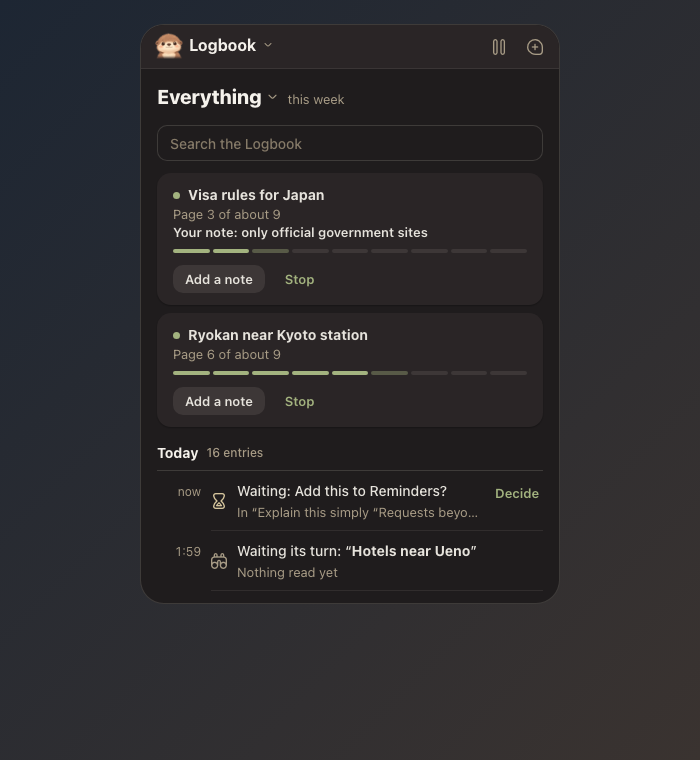 Logbook
Everything this week
Search the Logbook
Visa rules for Japan
Page 3 of about 9
Your note: only official government sites
Add a note Stop
Ryokan near Kyoto station
Page 6 of about 9
Add a note Stop
Today 16 entries
now Waiting: Add this to Reminders? Decide
In “Explain this simply “Requests beyo…
1:59 Waiting its turn: “Hotels near Ueno”
Nothing read yet